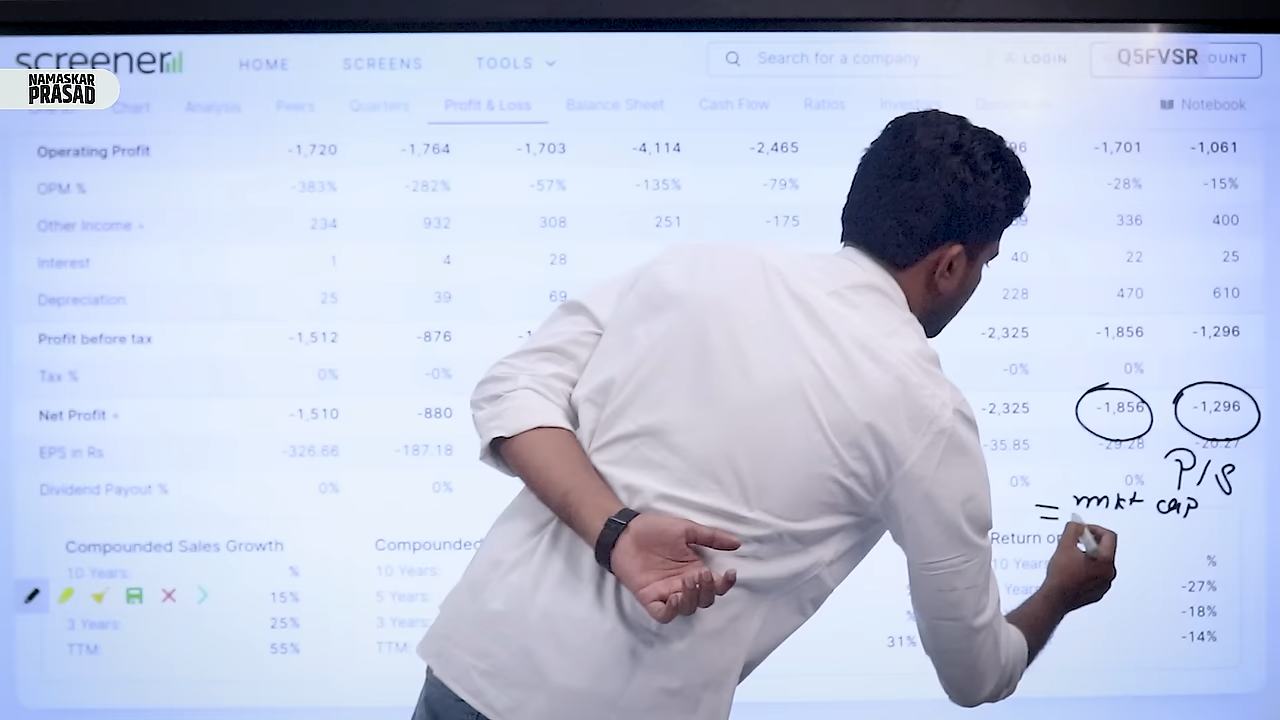 screener
HOME SCREENS TOOLS Search for a company LOGIN Q5FVSR OUNT
NAMASKAR
PRASAD
Chart Analysis Peers Quarters Profit & Loss Balance Sheet Cash Flow Ratios Investors Notebook
Operating Profit -1,720 -1,764 -1,703 -4,114 -2,465 96 -1,701 -1,061
OPM % -383% -282% -57% -135% -79% -28% -15%
Other Income + 234 932 308 251 -175 336 400
Interest 1 4 28 40 22 25
Depreciation 25 39 69 228 470 610
Profit before tax -1,512 -876 -2,325 -1,856 -1,296
Tax % 0% -0% -0% 0%
Net Profit + -1,510 -880 -2,325 -1,856 -1,296
EPS in Rs -326.66 -187.18 -35.85 -29.28 -20.27
Dividend Payout % 0% 0% 0% 0%
P/S
= mkt cap
Compounded Sales Growth Compounded Return on
10 Years: % 10 Years: 10 Years %
15% 5 Years: Years -27%
3 Years: 25% 3 Years: -18%
TTM: 55% TTM: 31% -14%